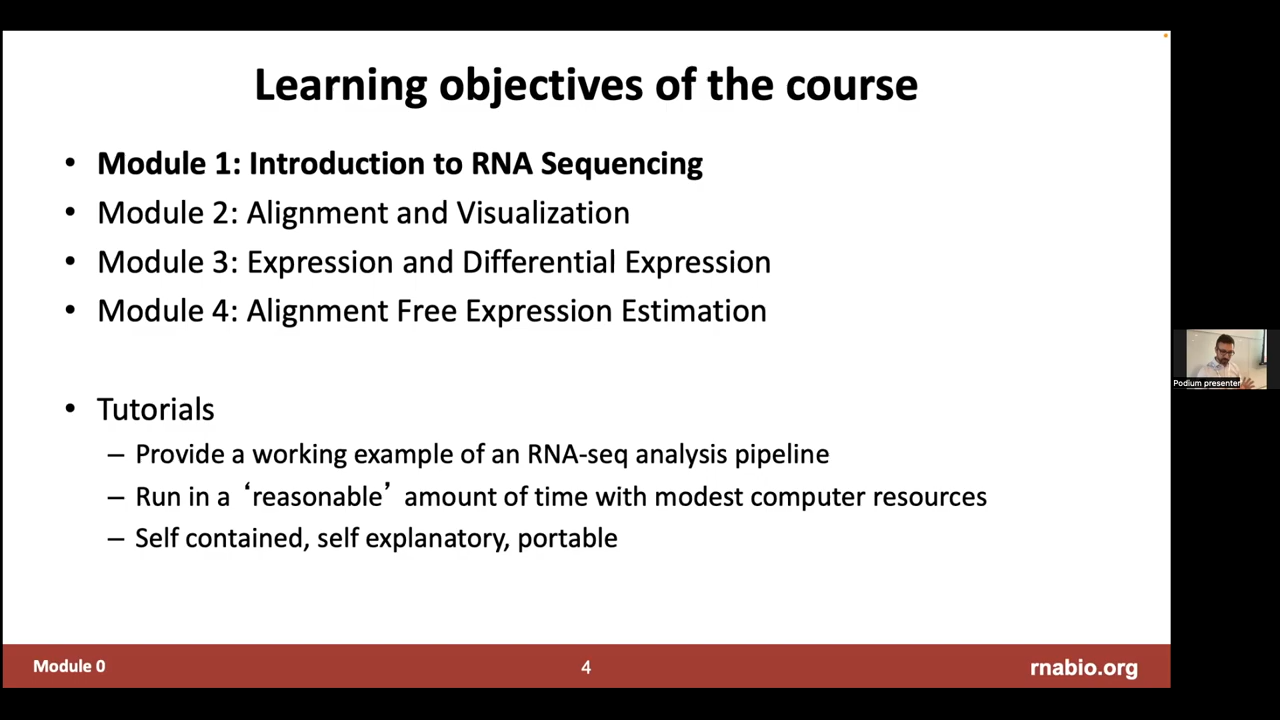 Learning objectives of the course
• Module 1: Introduction to RNA Sequencing
• Module 2: Alignment and Visualization
• Module 3: Expression and Differential Expression
• Module 4: Alignment Free Expression Estimation
• Tutorials
– Provide a working example of an RNA-seq analysis pipeline
– Run in a ‘reasonable’ amount of time with modest computer resources
– Self contained, self explanatory, portable
Podium presenter
Module 0
4
rnabio.org